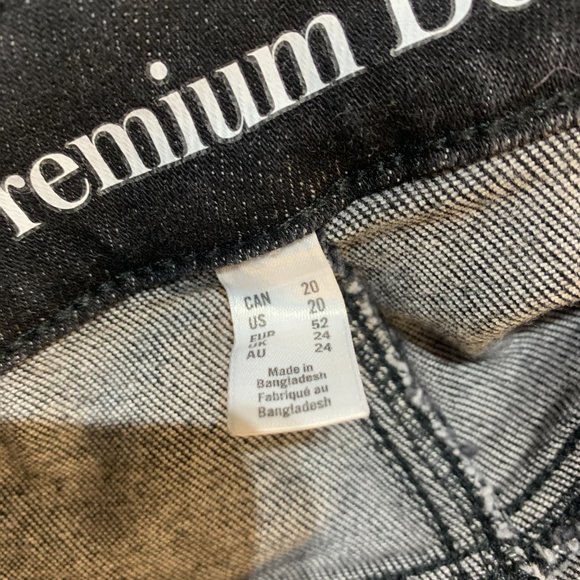 remium D
CAN 20
US 20
EUR 52
UK 24
AU 24
Made in
Bangladesh
Fabriqué au
Bangladesh